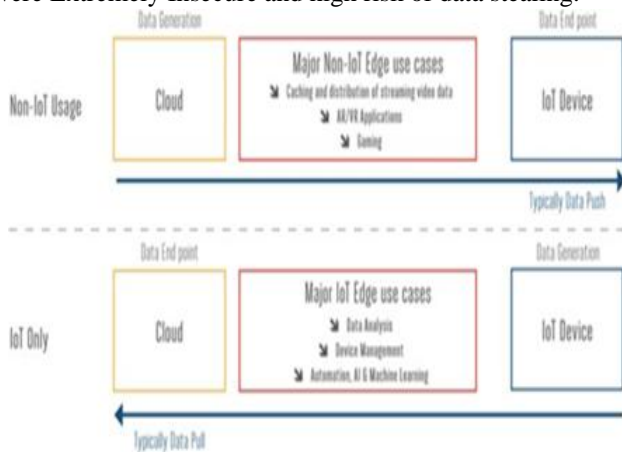 were Extremely insecure and high risk of data stealing.
Data Generation
Data End point
Non-IoT Usage
Cloud
Major Non-IoT Edge use cases
Caching and distribution of streaming video data
AR/VR Applications
Gaming
IoT Device
Typically Data Push
Data End point
Data Generation
IoT Only
Cloud
Major IoT Edge use cases
Data Analysis
Device Management
Automation, AI & Machine Learning
IoT Device
Typically Data Pull